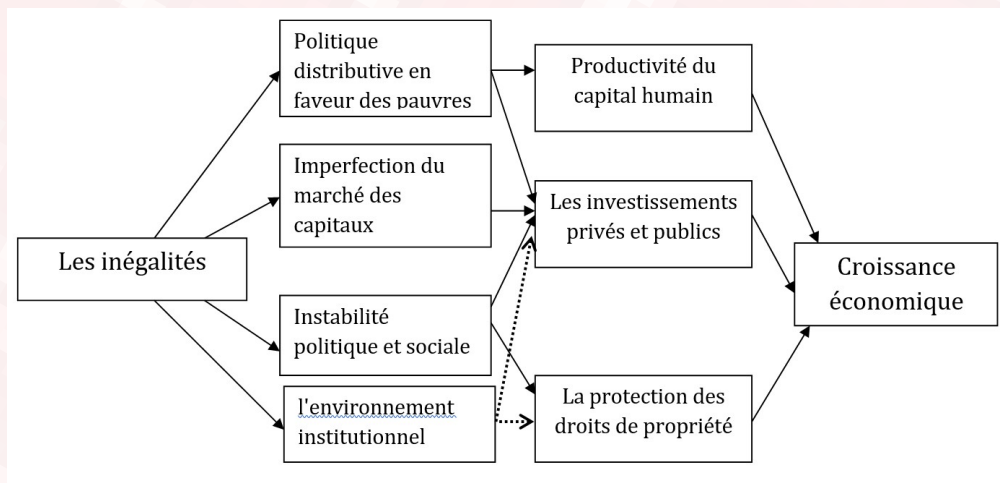 Politique
distributive en
faveur des pauvres
Productivité du
capital humain
Imperfection du
marché des
capitaux
Les investissements
privés et publics
Les inégalités
Croissance
économique
Instabilité
politique et sociale
l'environnement
institutionnel
La protection des
droits de propriété